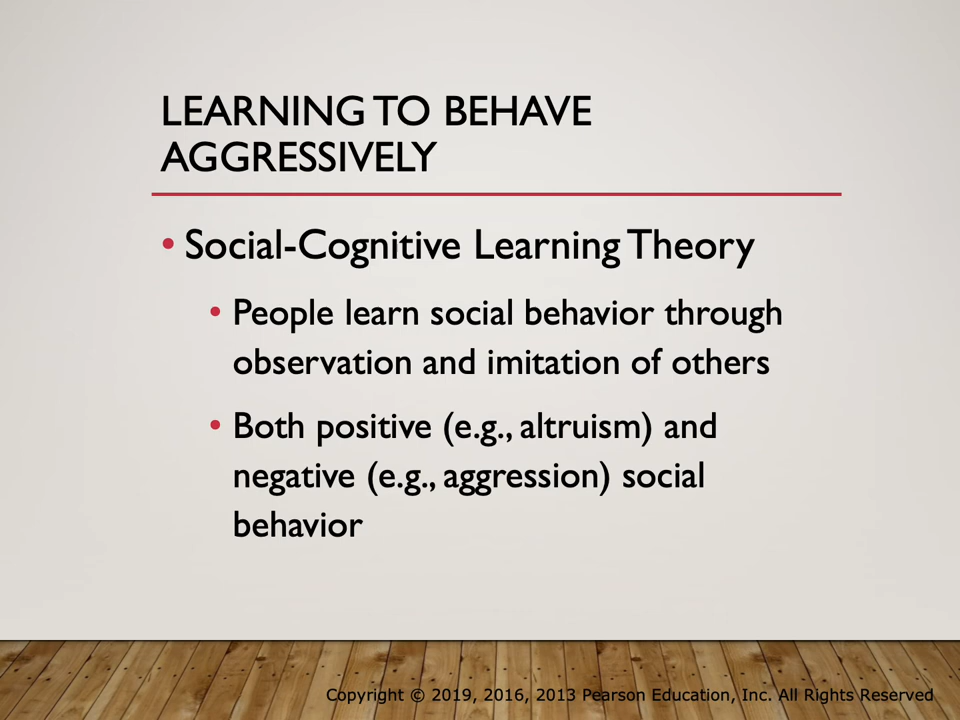 LEARNING TO BEHAVE
AGGRESSIVELY
• Social-Cognitive Learning Theory
• People learn social behavior through
observation and imitation of others
• Both positive (e.g., altruism) and
negative (e.g., aggression) social
behavior
Copyright © 2019, 2016, 2013 Pearson Education, Inc. All Rights Reserved